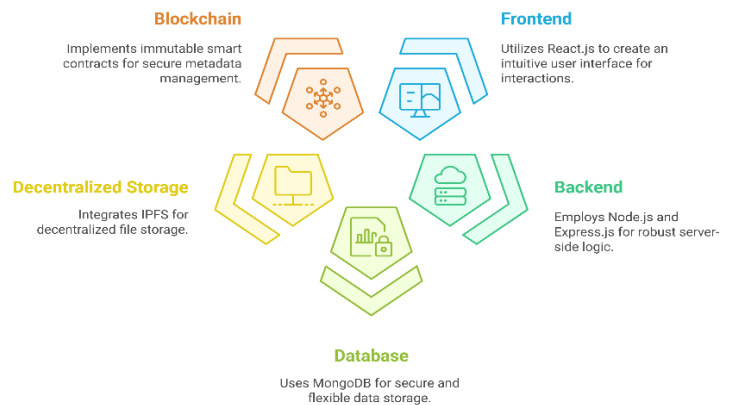 Blockchain
Implements immutable smart
contracts for secure metadata
management.
Frontend
Utilizes React.js to create an
intuitive user interface for
interactions.
Decentralized Storage
Integrates IPFS for
decentralized file storage.
Backend
Employs Node.js and
Express.js for robust server-
side logic.
Database
Uses MongoDB for secure and
flexible data storage.